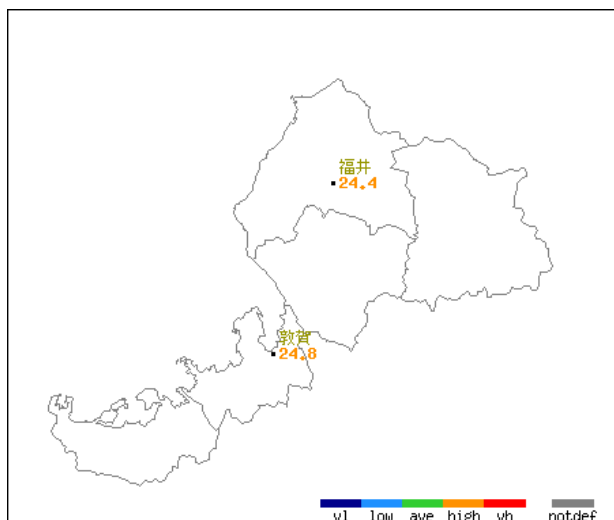 福井
24.4
敦賀
24.8
vl low ave high vh notdef